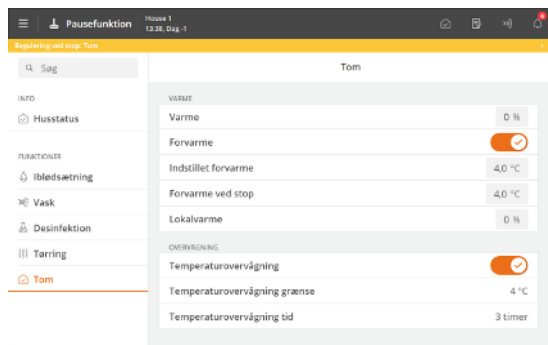 Pausefunktion
House 1
13:38, Dag -1
Regulering ved stop: Tom
Søg
Tom
INFO
Husstatus
FUNKTIONER
Iblødsætning
Vask
Desinfektion
Tørring
Tom
VARME
Varme 0 %
Forvarme
Indstillet forvarme 4,0 °C
Forvarme ved stop 4,0 °C
Lokalvarme 0 %
OVERVÅGNING
Temperaturovervågning
Temperaturovervågning grænse 4 °C
Temperaturovervågning tid 3 timer